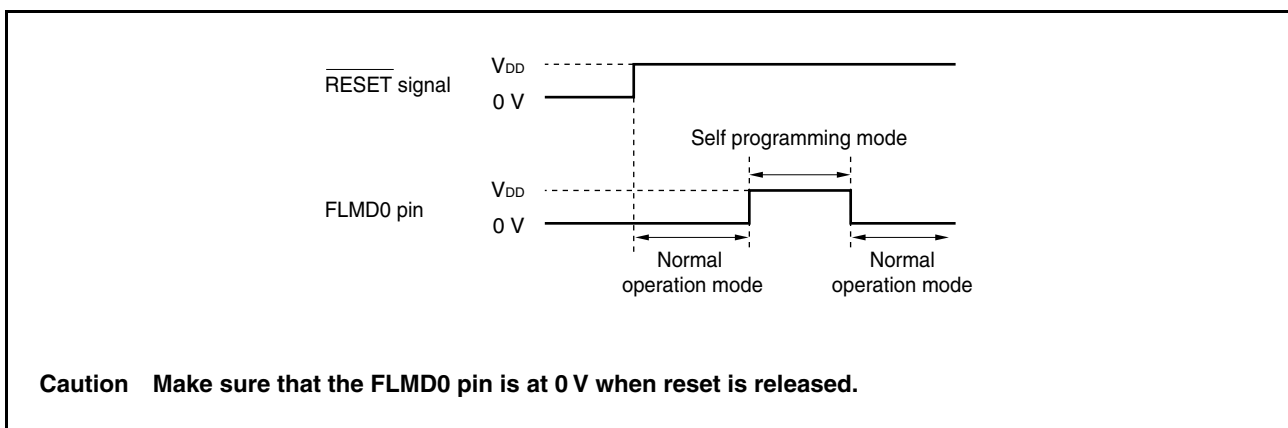 RESET signal
VDD
0 V
Self programming mode
FLMD0 pin
VDD
0 V
Normal
operation mode
Normal
operation mode
Caution Make sure that the FLMD0 pin is at 0 V when reset is released.